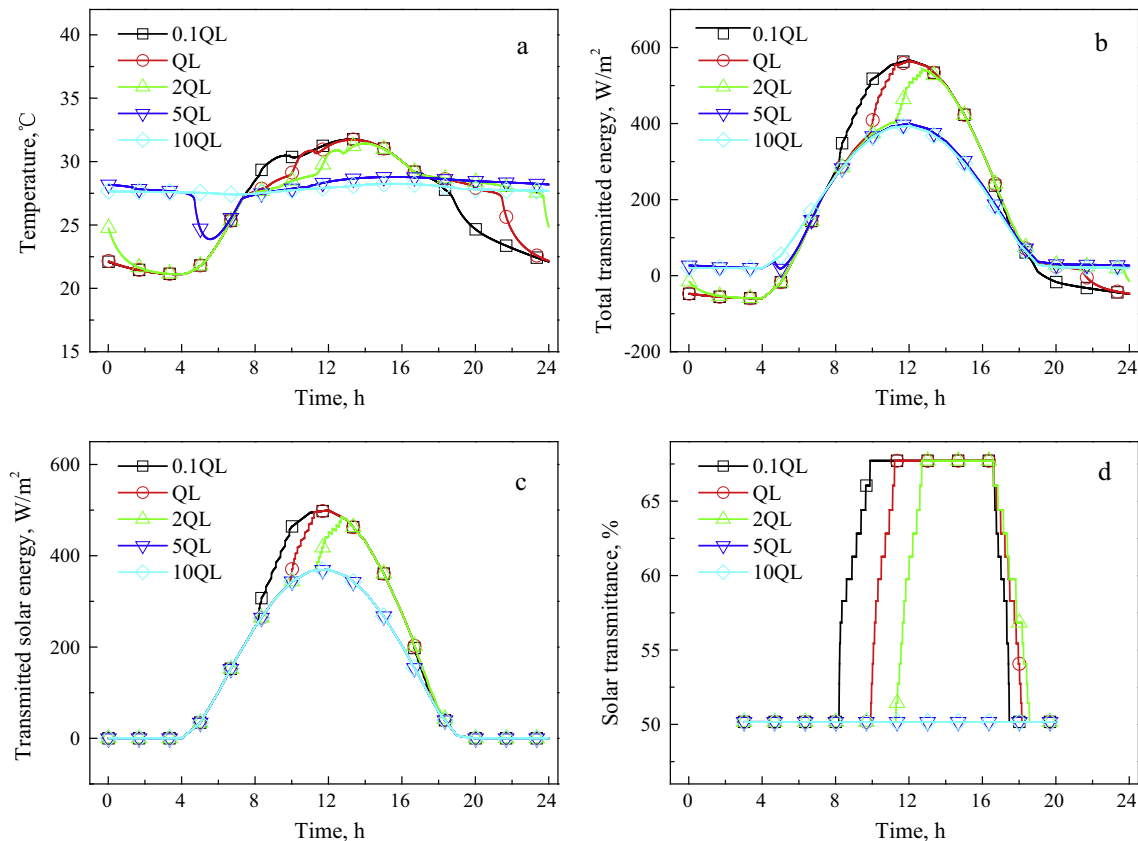 a
0.1QL
QL
2QL
5QL
10QL
Temperature, ℃
40
35
30
25
20
15
0 4 8 12 16 20 24
Time, h
b
0.1QL
QL
2QL
5QL
10QL
Total transmitted energy, W/m²
600
400
200
0
-200
0 4 8 12 16 20 24
Time, h
c
0.1QL
QL
2QL
5QL
10QL
Transmitted solar energy, W/m²
600
400
200
0
0 4 8 12 16 20 24
Time, h
d
0.1QL
QL
2QL
5QL
10QL
Solar transmittance, %
65
60
55
50
0 4 8 12 16 20 24
Time, h